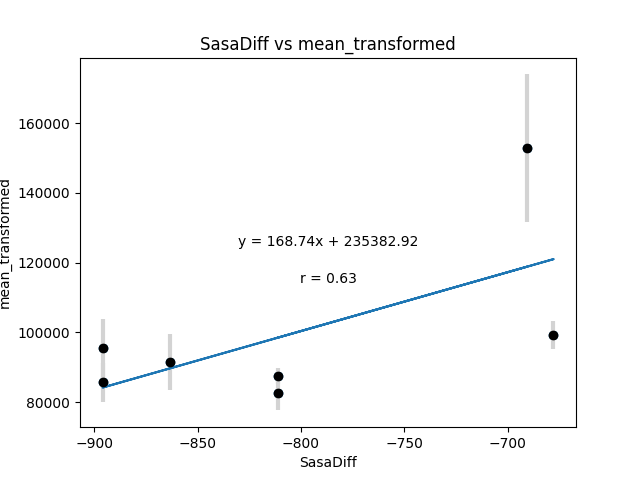 SasaDiff vs mean_transformed
160000
140000
120000
100000
80000
mean_transformed
y = 168.74x + 235382.92
r = 0.63
−900
−850
−800
−750
−700
SasaDiff